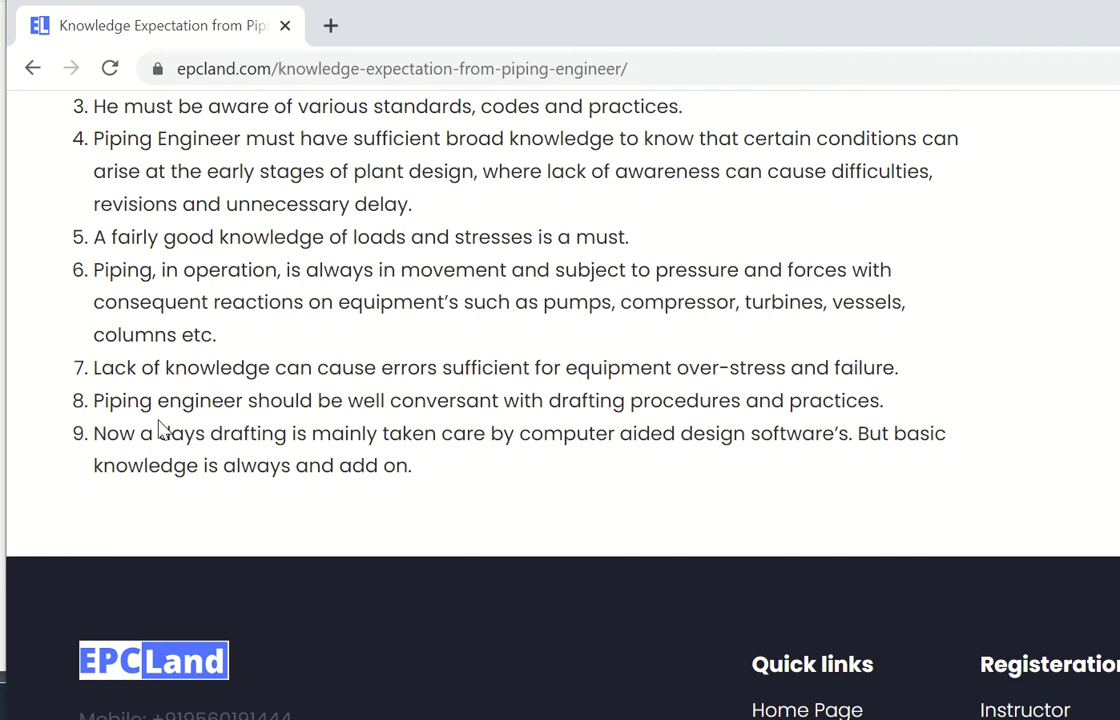 EL Knowledge Expectation from Pip
epcland.com/knowledge-expectation-from-piping-engineer/
3. He must be aware of various standards, codes and practices.
4. Piping Engineer must have sufficient broad knowledge to know that certain conditions can
arise at the early stages of plant design, where lack of awareness can cause difficulties,
revisions and unnecessary delay.
5. A fairly good knowledge of loads and stresses is a must.
6. Piping, in operation, is always in movement and subject to pressure and forces with
consequent reactions on equipment’s such as pumps, compressor, turbines, vessels,
columns etc.
7. Lack of knowledge can cause errors sufficient for equipment over-stress and failure.
8. Piping engineer should be well conversant with drafting procedures and practices.
9. Now a days drafting is mainly taken care by computer aided design software’s. But basic
knowledge is always and add on.
EPCLand
Quick links
Registeratio
Mobile: +919560191444
Home Page
Instructor